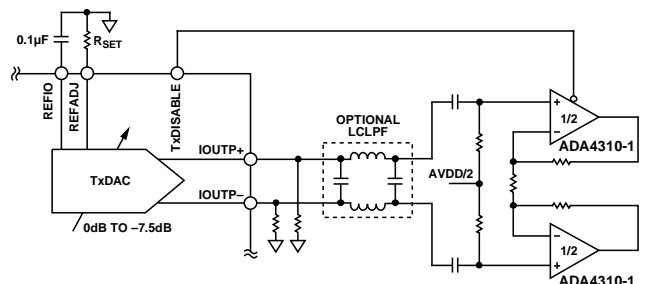 0.1µF
RSET
REFIO
REFADJ
TxDISABLE
IOUTP+
IOUTP–
TxDAC
0dB TO –7.5dB
OPTIONAL
LCLPF
AVDD/2
+
1/2
–
ADA4310-1
–
1/2
+
ADA4310-1